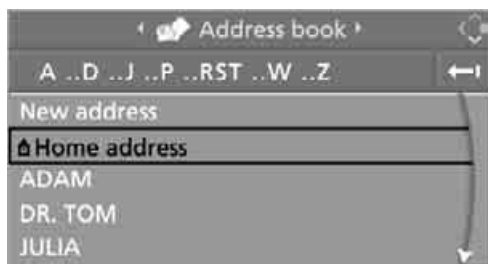 Address book
A ..D ..J ..P ..RST ..W ..Z
New address
Home address
ADAM
DR. TOM
JULIA